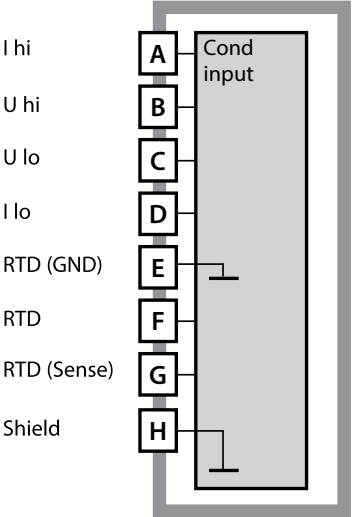 I hi
A
Cond
input
U hi
B
U lo
C
I lo
D
RTD (GND)
E
RTD
F
RTD (Sense)
G
Shield
H